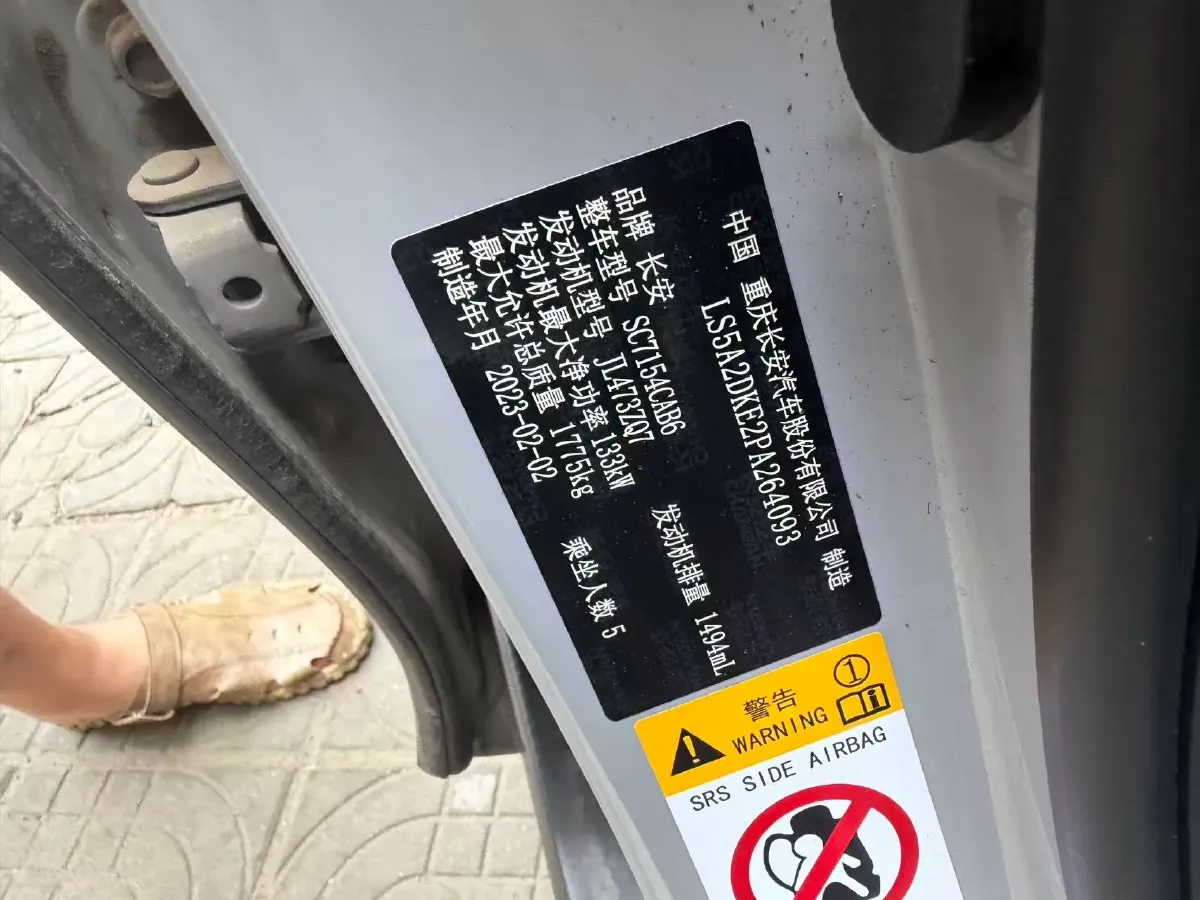 中国 重庆长安汽车股份有限公司 制造
LS5A2DKE2PA264093
品牌 长安
整车型号 SC7154CAB6
发动机型号 JL473ZQ7 发动机排量 1494mL
发动机最大净功率 133kW
最大允许总质量 1775kg
制造年月 2023-02-02 乘坐人数 5
警告 ①
WARNING
SRS SIDE AIRBAG